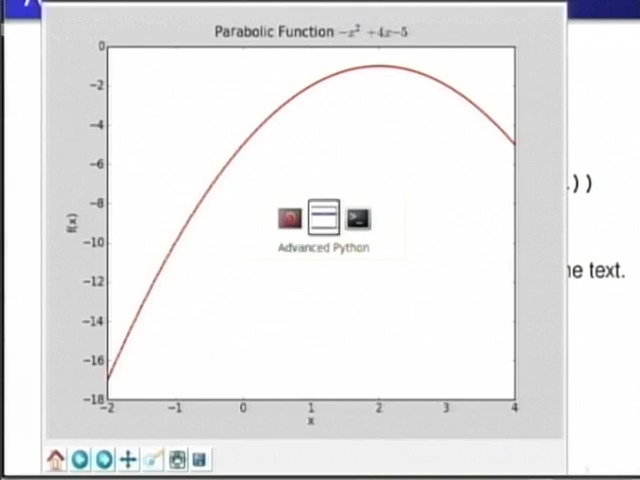 Parabolic Function −x² +4x−5
0
−2
−4
−6
−8
−10
−12
−14
−16
−18
f(x)
−2 −1 0 1 2 3 4
x
Advanced Python
))
he text.